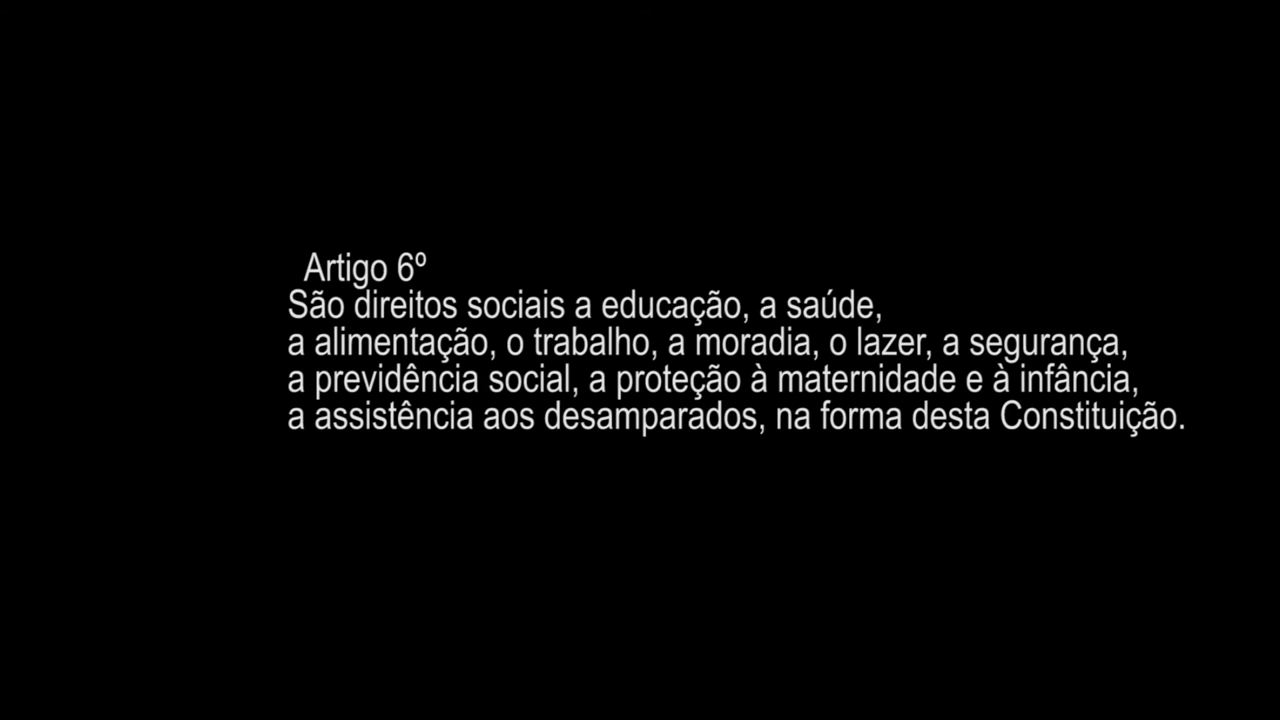 Artigo 6º
São direitos sociais a educação, a saúde,
a alimentação, o trabalho, a moradia, o lazer, a segurança,
a previdência social, a proteção à maternidade e à infância,
a assistência aos desamparados, na forma desta Constituição.